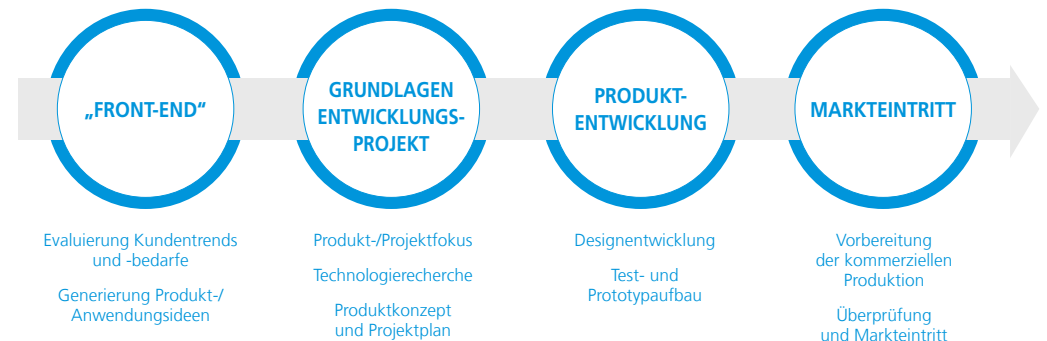 „FRONT-END“
Evaluierung Kundentrends
und -bedarfe
Generierung Produkt-/
Anwendungsideen
GRUNDLAGEN
ENTWICKLUNGS-
PROJEKT
Produkt-/Projektfokus
Technologierecherche
Produktkonzept
und Projektplan
PRODUKT-
ENTWICKLUNG
Designentwicklung
Test- und
Prototypaufbau
MARKTEINTRITT
Vorbereitung
der kommerziellen
Produktion
Überprüfung
und Markteintritt